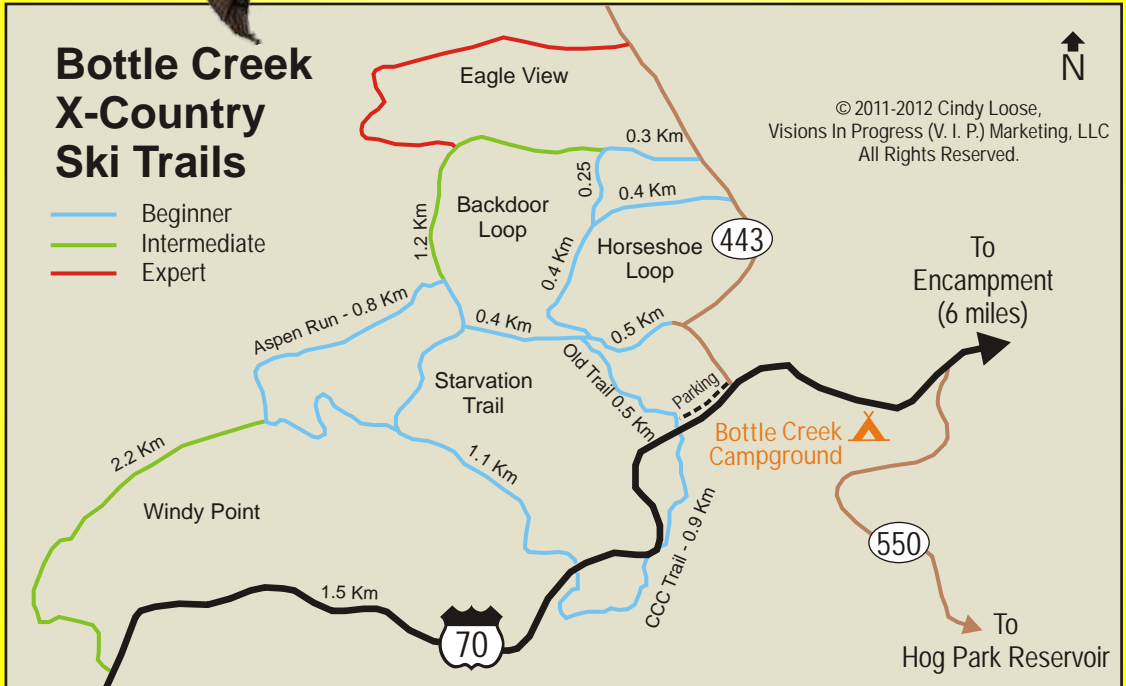 Bottle Creek
X-Country
Ski Trails
Beginner
Intermediate
Expert
Eagle View
N
© 2011-2012 Cindy Loose,
Visions In Progress (V. I. P.) Marketing, LLC
All Rights Reserved.
0.3 Km
0.25
0.4 Km
Backdoor
Loop
1.2 Km
Horseshoe
Loop
443
0.4 Km
To
Encampment
(6 miles)
Aspen Run - 0.8 Km
0.4 Km
0.5 Km
Old Trail 0.5 Km
Parking
Starvation
Trail
Bottle Creek
Campground
2.2 Km
1.1 Km
Windy Point
CCC Trail - 0.9 Km
550
1.5 Km
70
To
Hog Park Reservoir